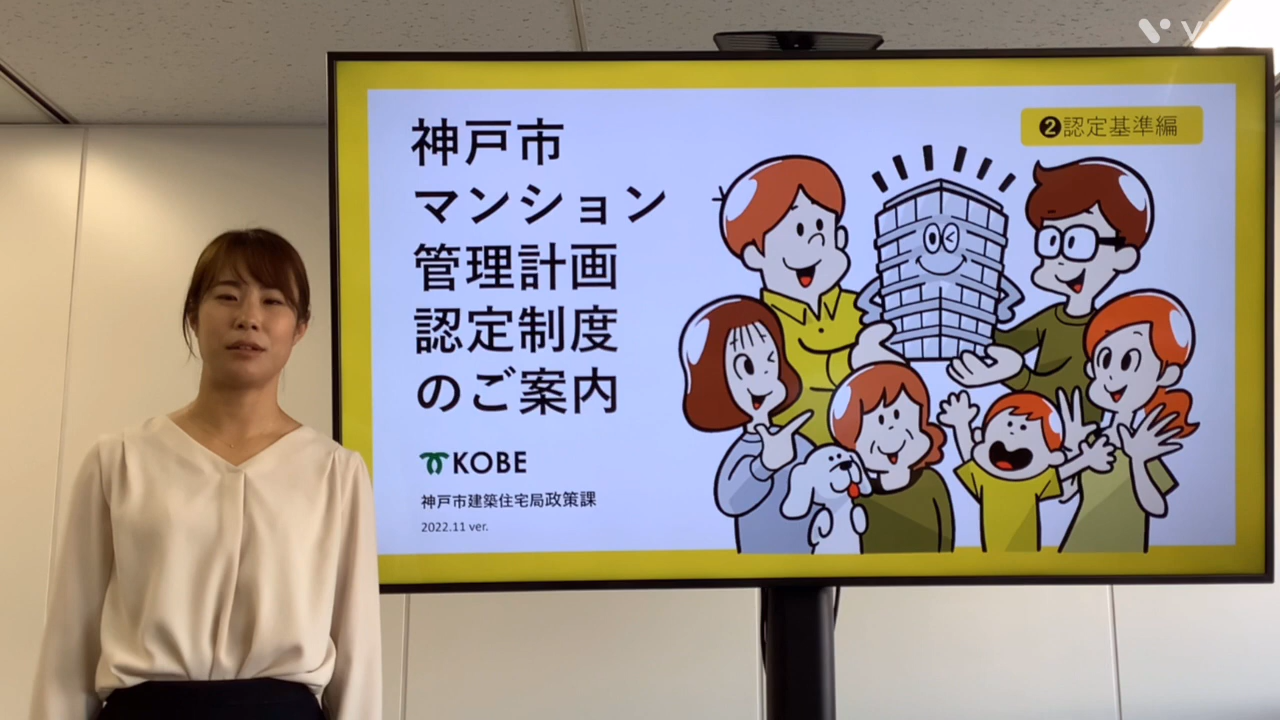 神戸市
マンション
管理計画
認定制度
のご案内
❷認定基準編
KOBE
神戸市建築住宅局政策課
2022.11 ver.